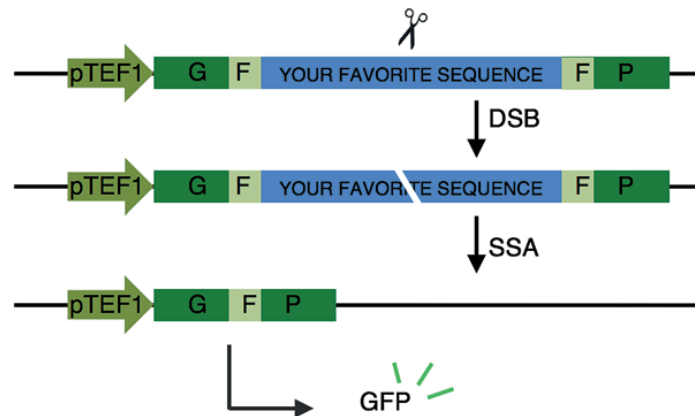 pTEF1 G F YOUR FAVORITE SEQUENCE F P
DSB
pTEF1 G F YOUR FAVORITE SEQUENCE F P
SSA
pTEF1 G F P
GFP